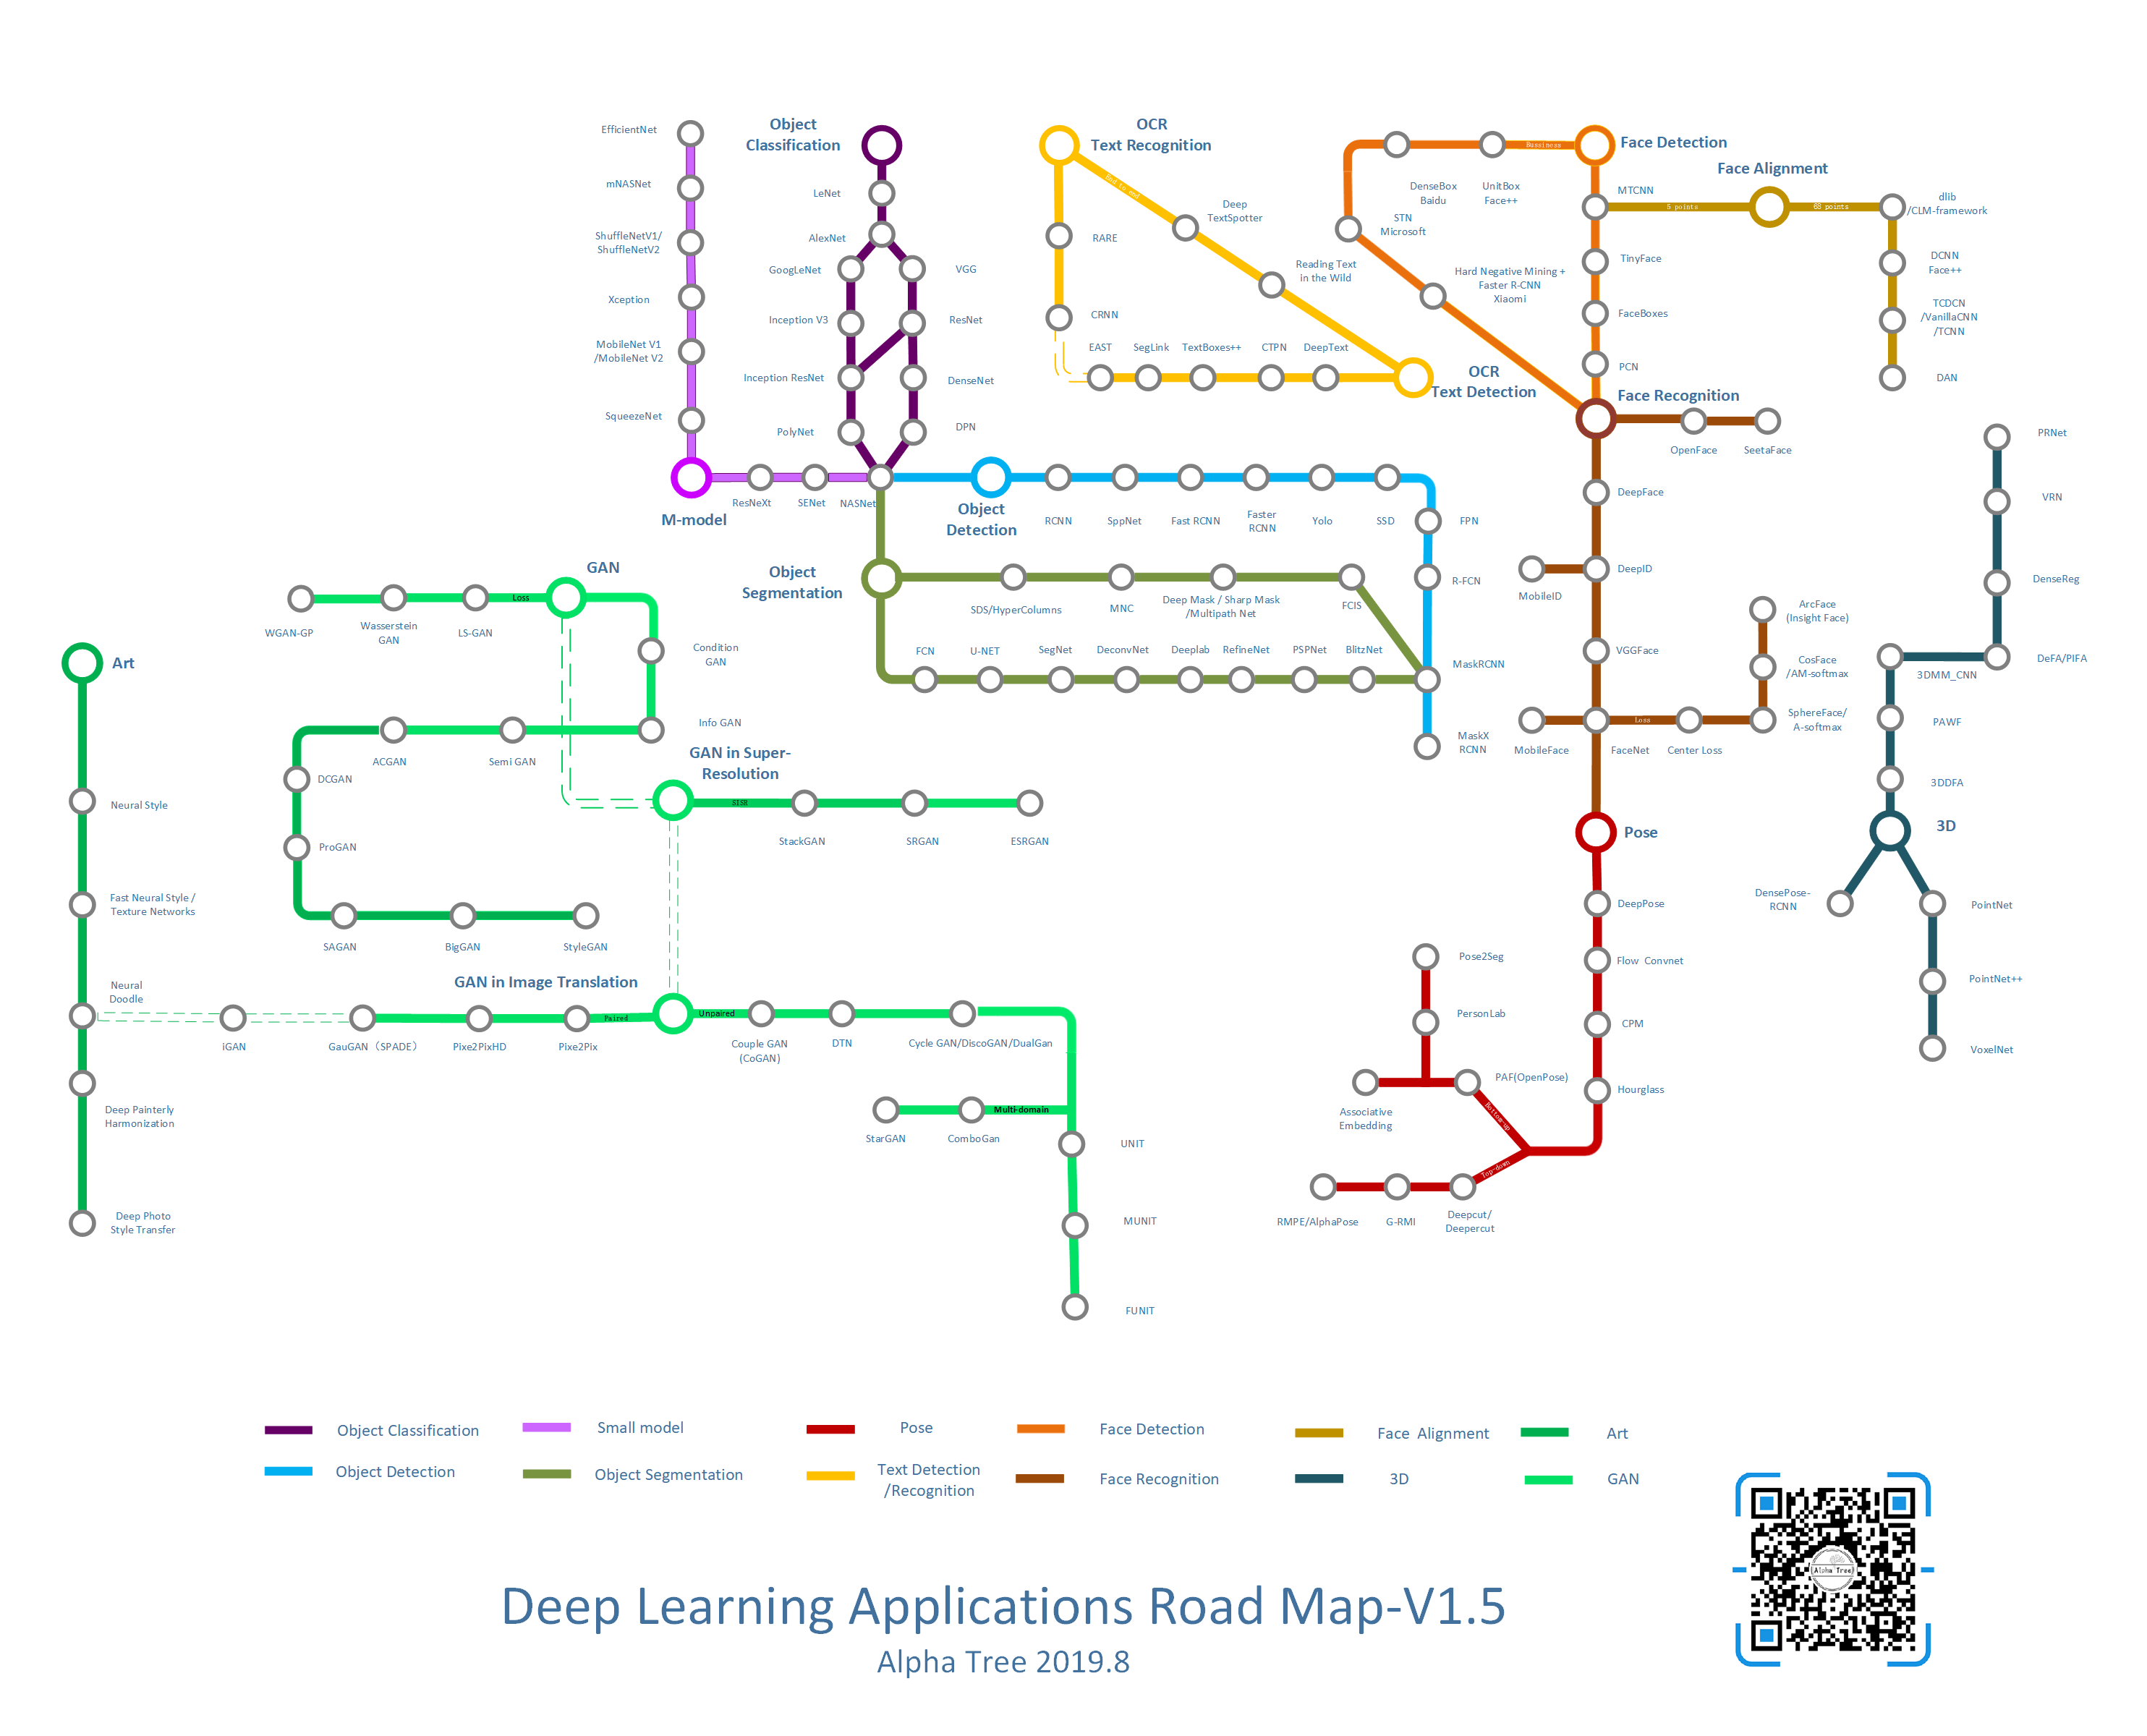 EfficientNet
mNASNet
ShuffleNetV1/
ShuffleNetV2
Xception
MobileNet V1
/MobileNet V2
SqueezeNet
M-model
ResNeXt
SENet
NASNet
Object
Classification
LeNet
AlexNet
GoogLeNet
VGG
Inception V3
ResNet
Inception ResNet
DenseNet
PolyNet
DPN
OCR
Text Recognition
End to end
Deep
TextSpotter
RARE
Reading Text
in the Wild
CRNN
EAST
SegLink
TextBoxes++
CTPN
DeepText
OCR
Text Detection
Face Detection
Bussiness
DenseBox
Baidu
UnitBox
Face++
STN
Microsoft
Hard Negative Mining +
Faster R-CNN
Xiaomi
MTCNN
TinyFace
FaceBoxes
PCN
Face Alignment
5 points
68 points
dlib
/CLM-framework
DCNN
Face++
TCDCN
/VanillaCNN
/TCNN
DAN
Face Recognition
OpenFace
SeetaFace
DeepFace
DeepID
MobileID
VGGFace
MobileFace
FaceNet
Loss
Center Loss
SphereFace/
A-softmax
CosFace
/AM-softmax
ArcFace
(Insight Face)
PRNet
VRN
DenseReg
DeFA/PIFA
3DMM_CNN
PAWF
3DDFA
3D
DensePose-
RCNN
PointNet
PointNet++
VoxelNet
Object
Detection
RCNN
SppNet
Fast RCNN
Faster
RCNN
Yolo
SSD
FPN
R-FCN
MaskRCNN
MaskX
RCNN
Object
Segmentation
SDS/HyperColumns
MNC
Deep Mask / Sharp Mask
/Multipath Net
FCIS
FCN
U-NET
SegNet
DeconvNet
Deeplab
RefineNet
PSPNet
BlitzNet
GAN
Loss
WGAN-GP
Wasserstein
GAN
LS-GAN
Condition
GAN
Info GAN
Semi GAN
ACGAN
DCGAN
ProGAN
SAGAN
BigGAN
StyleGAN
GAN in Super-
Resolution
SISR
StackGAN
SRGAN
ESRGAN
Art
Neural Style
Fast Neural Style /
Texture Networks
Neural
Doodle
Deep Painterly
Harmonization
Deep Photo
Style Transfer
GAN in Image Translation
iGAN
GauGAN（SPADE）
Pixe2PixHD
Pixe2Pix
Paired
Unpaired
Couple GAN
(CoGAN)
DTN
Cycle GAN/DiscoGAN/DualGan
Multi-domain
StarGAN
ComboGan
UNIT
MUNIT
FUNIT
Pose
DeepPose
Flow Convnet
CPM
Hourglass
Pose2Seg
PersonLab
PAF(OpenPose)
Associative
Embedding
Bottom-up
Top-down
RMPE/AlphaPose
G-RMI
Deepcut/
Deepercut
Object Classification
Small model
Pose
Face Detection
Face Alignment
Art
Object Detection
Object Segmentation
Text Detection
/Recognition
Face Recognition
3D
GAN
Alpha Tree
Deep Learning Applications Road Map-V1.5
Alpha Tree 2019.8